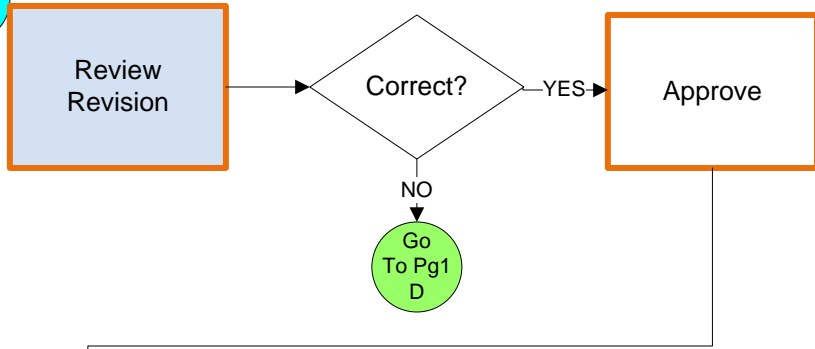 Review
Revision
Correct?
YES
Approve
NO
Go
To Pg1
D